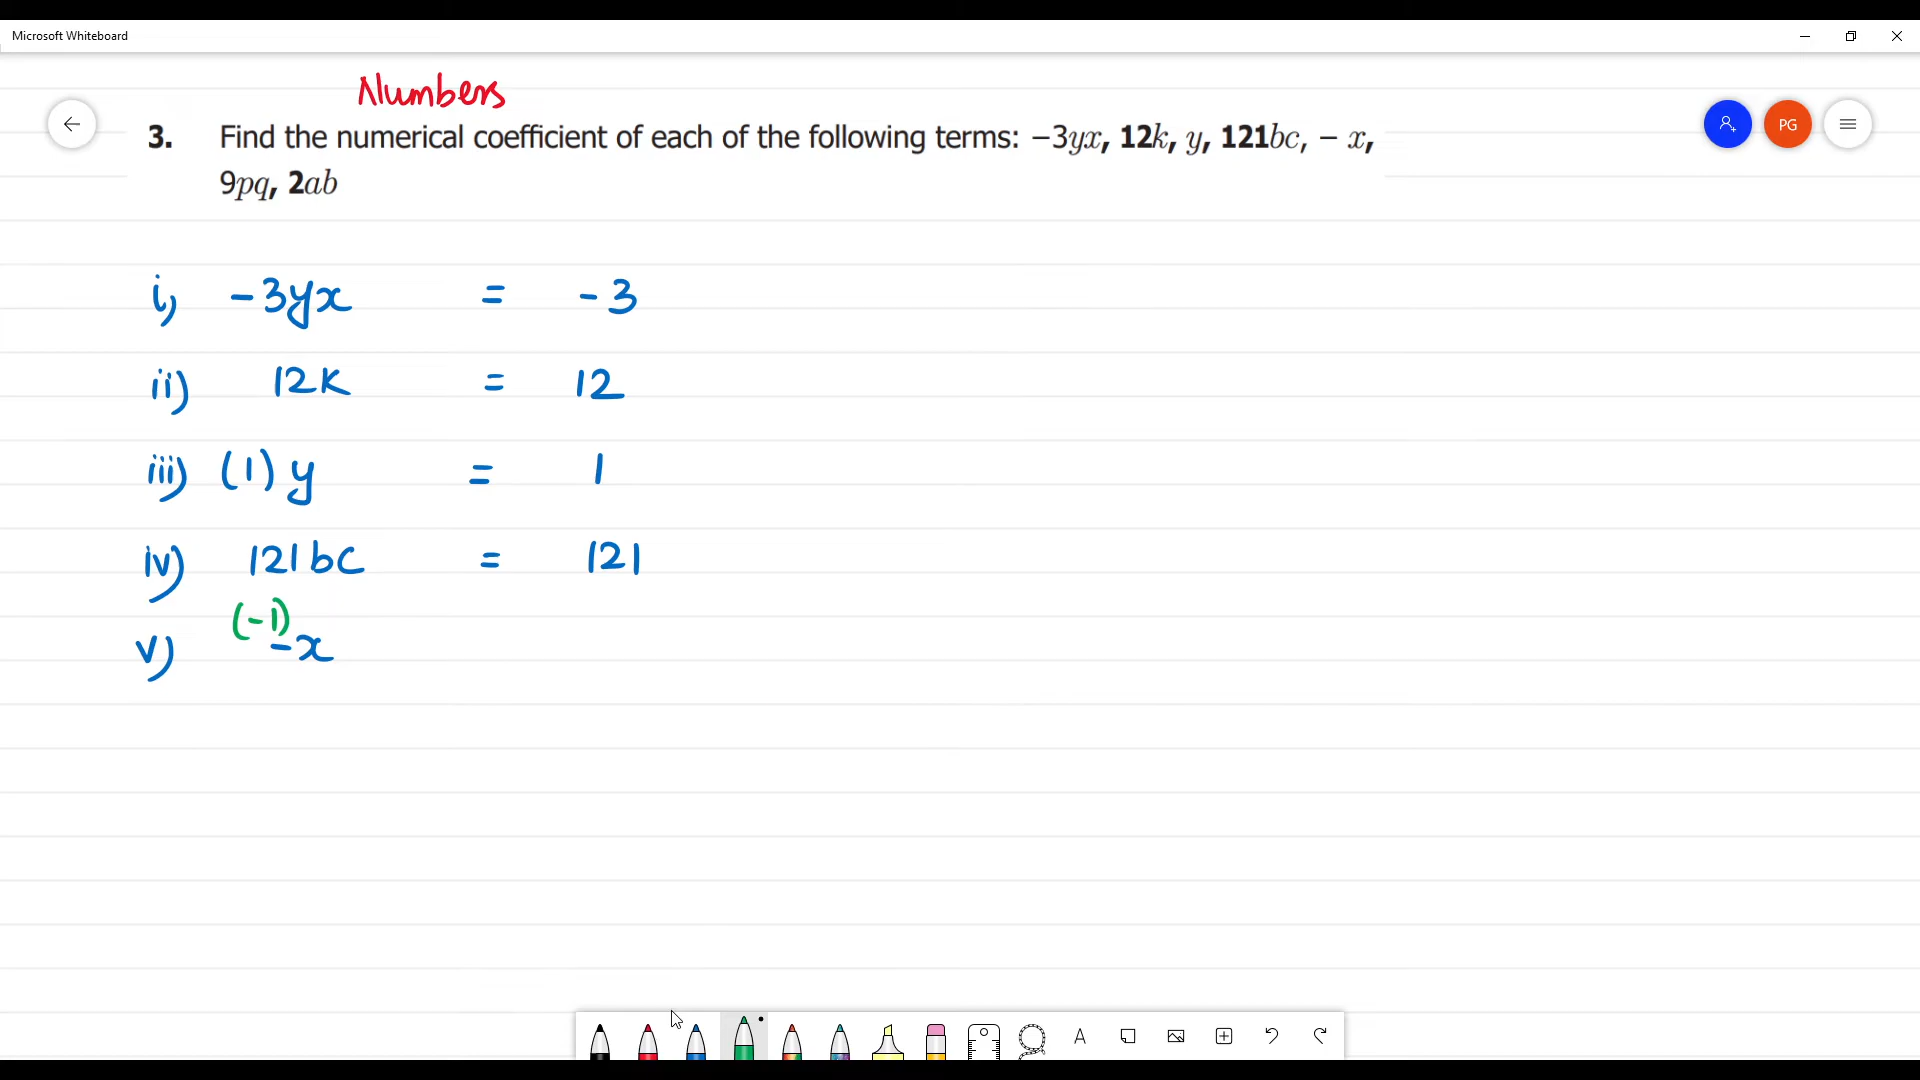 Microsoft Whiteboard
Numbers
3. Find the numerical coefficient of each of the following terms: −3yx, 12k, y, 121bc, − x,
9pq, 2ab
PG
i) -3yx = -3
ii) 12K = 12
iii) (1) y = 1
iv) 121bC = 121
(-1)
v) -x
A